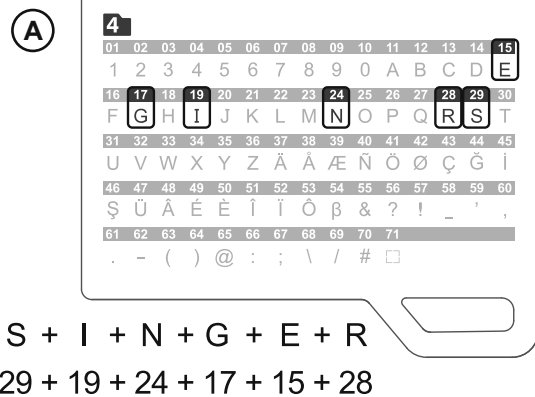 A
4
01 02 03 04 05 06 07 08 09 10 11 12 13 14 15
1 2 3 4 5 6 7 8 9 0 A B C D E
16 17 18 19 20 21 22 23 24 25 26 27 28 29 30
F G H I J K L M N O P Q R S T
31 32 33 34 35 36 37 38 39 40 41 42 43 44 45
U V W X Y Z Ä Å Æ Ñ Ö Ø Ç Ğ İ
46 47 48 49 50 51 52 53 54 55 56 57 58 59 60
Ş Ü Â É È Î Ï Ô β & ? ! _ ’ ,
61 62 63 64 65 66 67 68 69 70 71
. - ( ) @ : ; \ / # ⬚
S + I + N + G + E + R
29 + 19 + 24 + 17 + 15 + 28